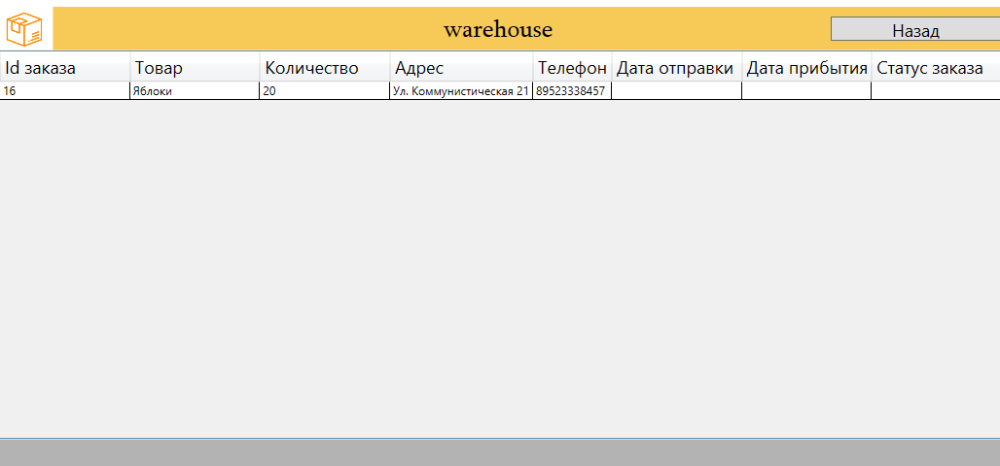 warehouse
Назад
Id заказа Товар Количество Адрес Телефон Дата отправки Дата прибытия Статус заказа
16 Яблоки 20 Ул. Коммунистическая 21 89523338457